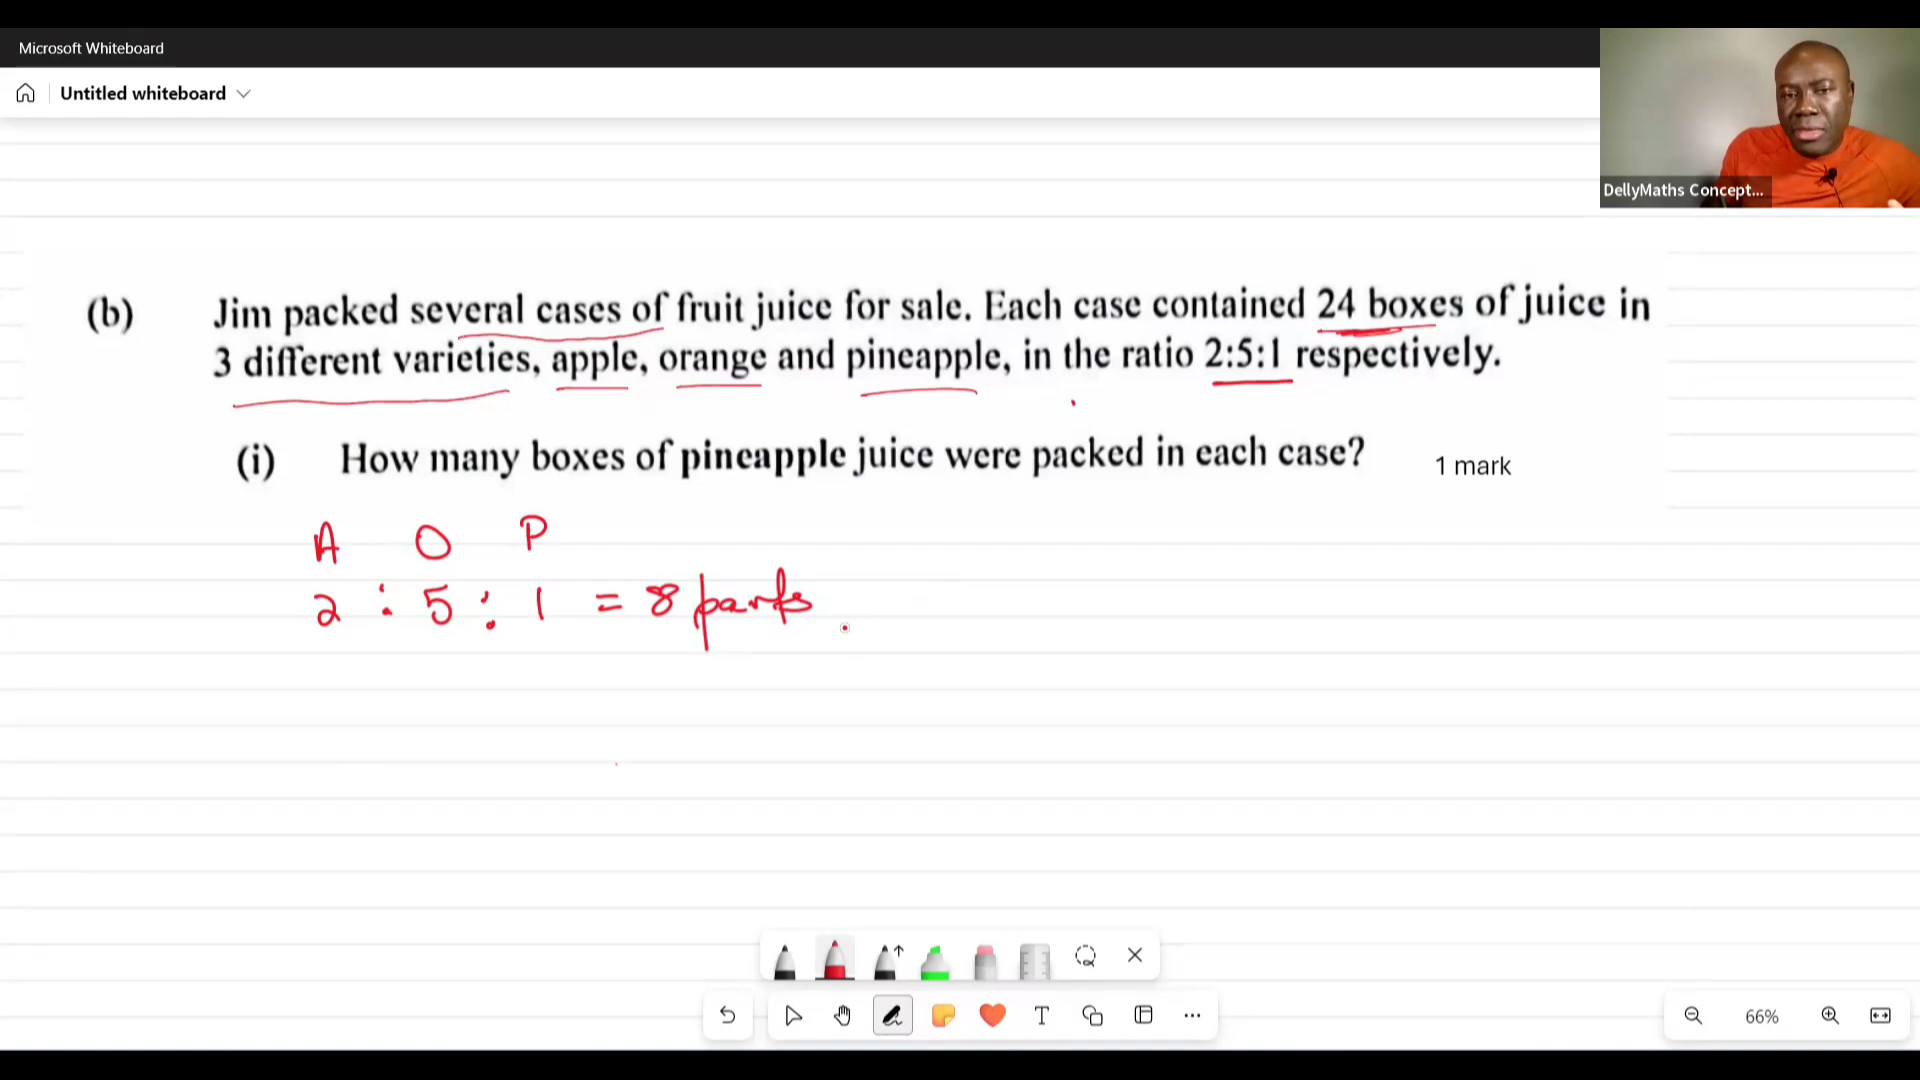 Microsoft Whiteboard
Untitled whiteboard
DellyMaths Concept...
(b) Jim packed several cases of fruit juice for sale. Each case contained 24 boxes of juice in
3 different varieties, apple, orange and pineapple, in the ratio 2:5:1 respectively.
(i) How many boxes of pineapple juice were packed in each case? 1 mark
A O P
2 : 5 : 1 = 8 parts
T
66%